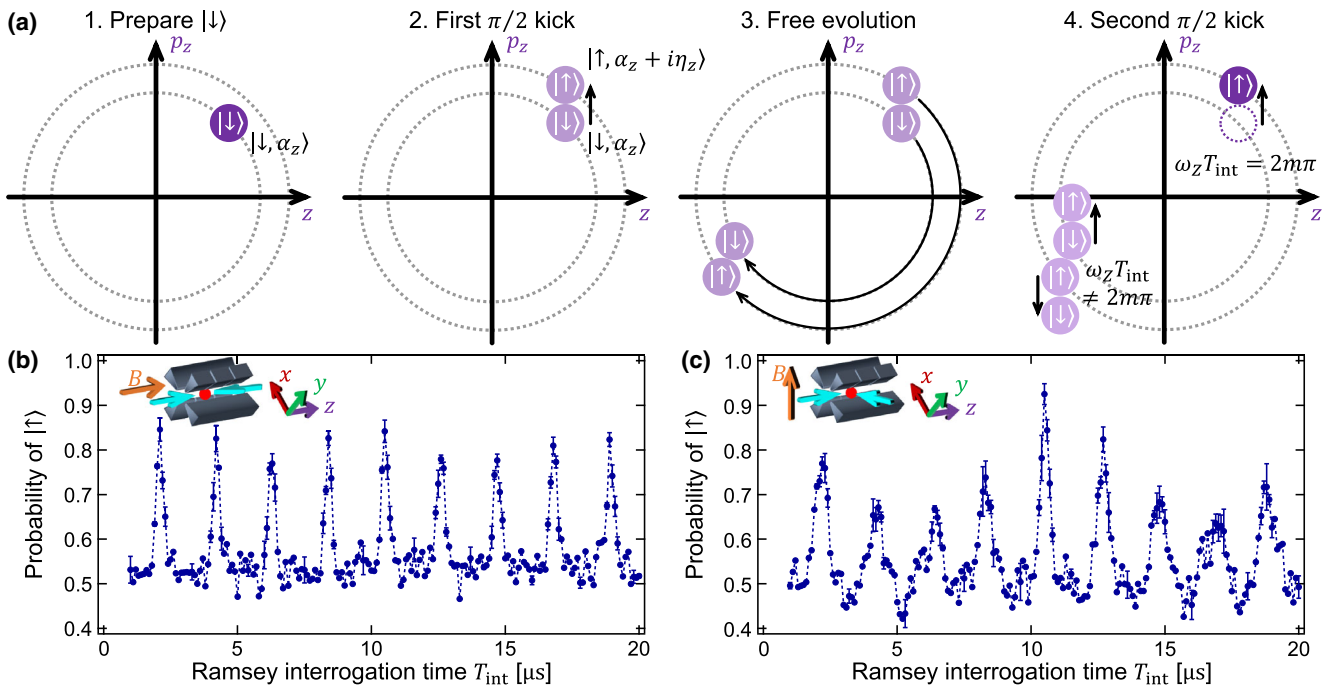 (a)
1. Prepare |↓⟩
2. First π/2 kick
3. Free evolution
4. Second π/2 kick
p_z
z
|↓⟩
|↓, α_z⟩
p_z
z
|↑, α_z + iη_z⟩
|↑⟩
|↓⟩
|↓, α_z⟩
|↑⟩
|↓⟩
|↓⟩
|↑⟩
p_z
z
|↑⟩
ω_Z T_int = 2mπ
|↑⟩
|↓⟩
|↑⟩
|↓⟩
ω_Z T_int
≠ 2mπ
(b)
Probability of |↑⟩
1.0
0.9
0.8
0.7
0.6
0.5
0.4
B
x
y
z
0
5
10
15
20
Ramsey interrogation time T_int [μs]
(c)
Probability of |↑⟩
1.0
0.9
0.8
0.7
0.6
0.5
0.4
B
x
y
z
0
5
10
15
20
Ramsey interrogation time T_int [μs]